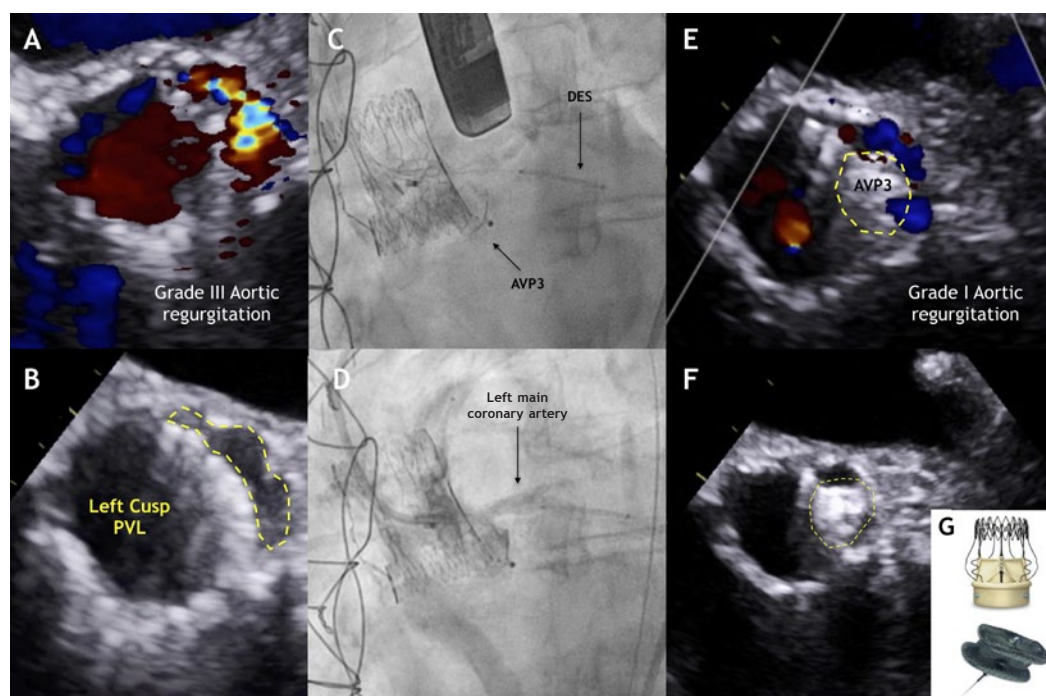 A
Grade III Aortic
regurgitation
B
Left Cusp
PVL
C
DES
AVP3
D
Left main
coronary artery
E
AVP3
Grade I Aortic
regurgitation
F
G